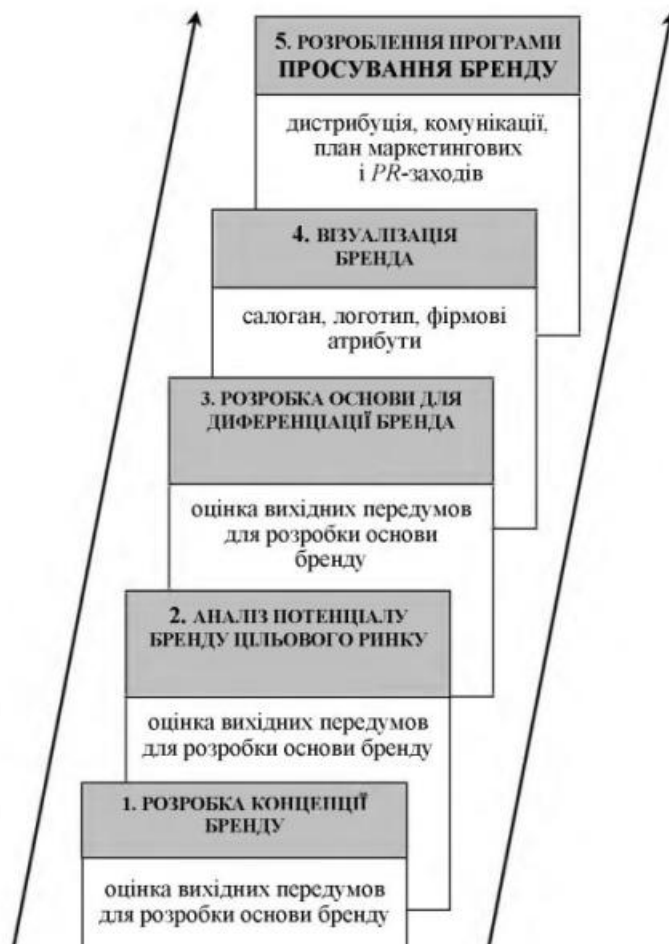 5. РОЗРОБЛЕННЯ ПРОГРАМИ
ПРОСУВАННЯ БРЕНДУ
дистрибуція, комунікації,
план маркетингових
і PR-заходів
4. ВІЗУАЛІЗАЦІЯ
БРЕНДА
салоган, логотип, фірмові
атрибути
3. РОЗРОБКА ОСНОВИ ДЛЯ
ДИФЕРЕНЦІАЦІЇ БРЕНДА
оцінка вихідних передумов
для розробки основи
бренду
2. АНАЛІЗ ПОТЕНЦІАЛУ
БРЕНДУ ЦІЛЬОВОГО РИНКУ
оцінка вихідних передумов
для розробки основи бренду
1. РОЗРОБКА КОНЦЕПЦІЇ
БРЕНДУ
оцінка вихідних передумов
для розробки основи бренду